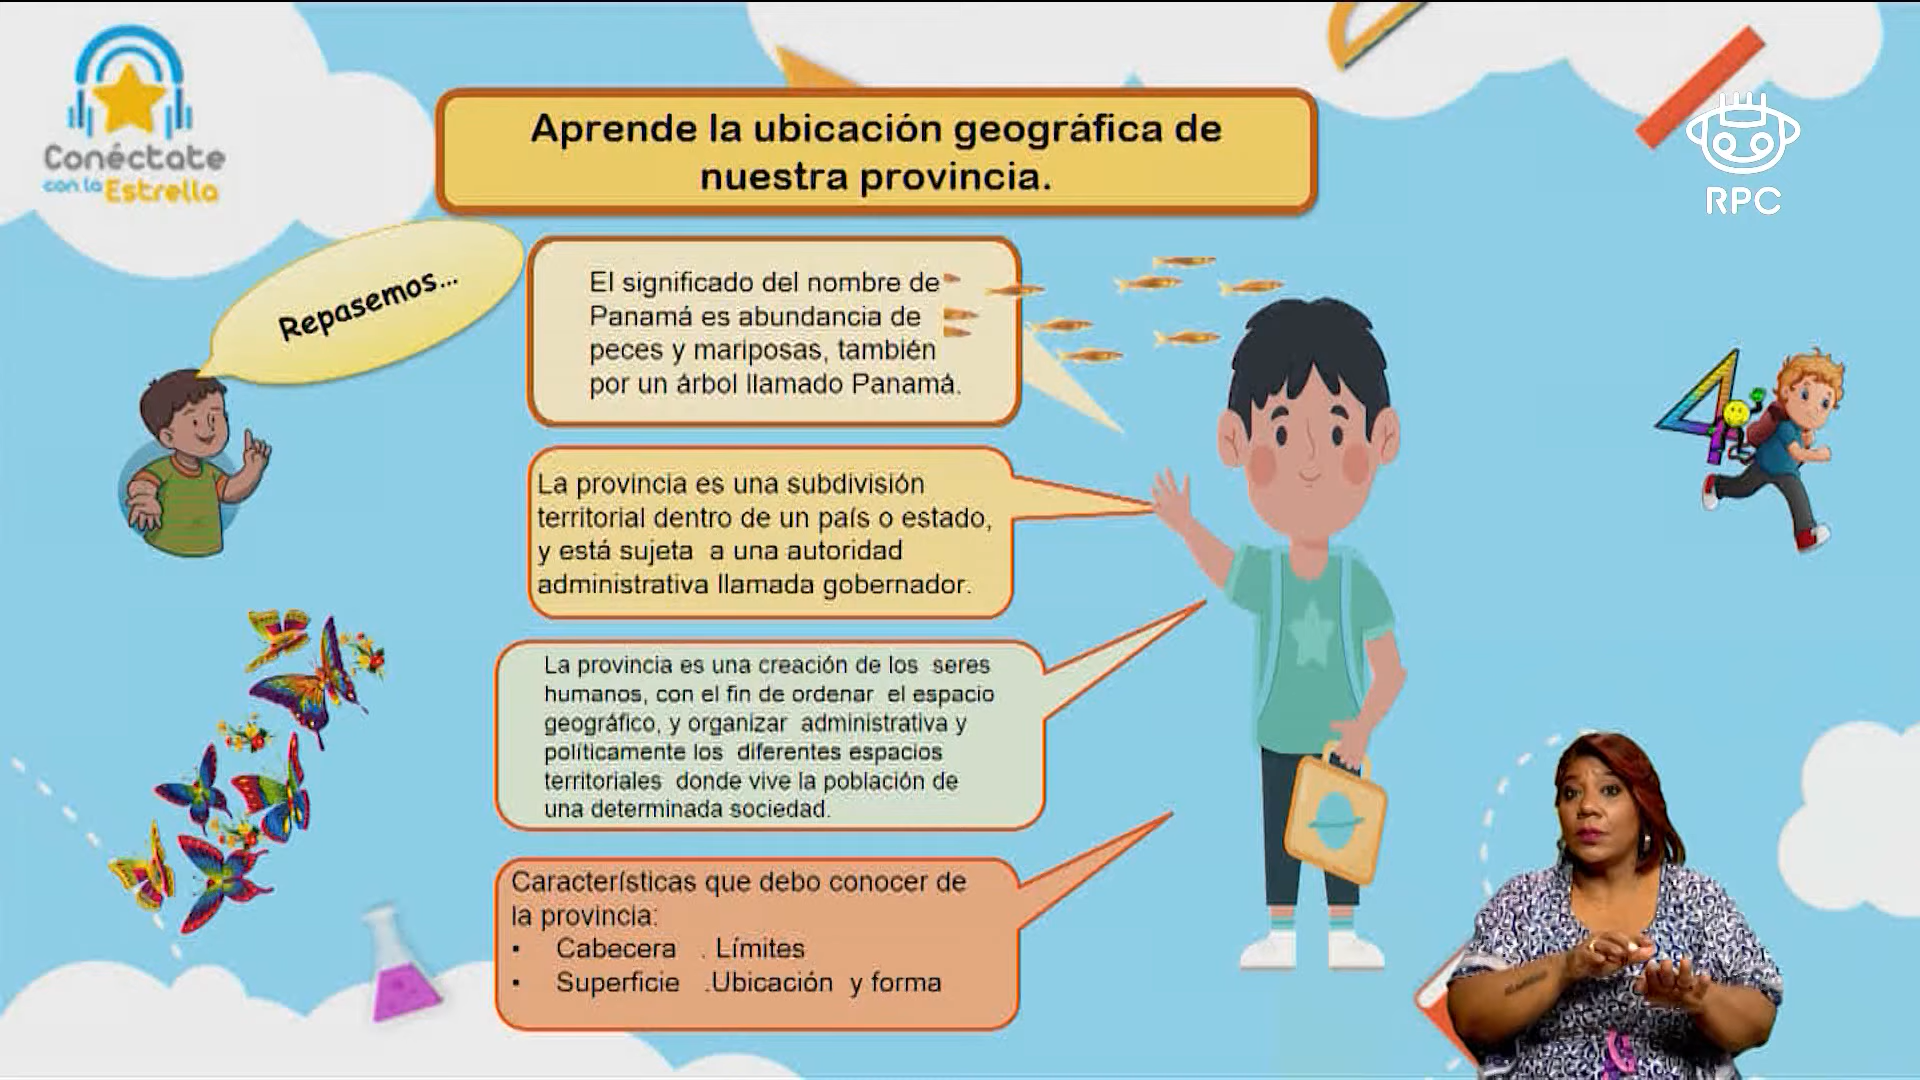 Conéctate
con la Estrella
Aprende la ubicación geográfica de
nuestra provincia.
RPC
Repasemos...
El significado del nombre de
Panamá es abundancia de
peces y mariposas, también
por un árbol llamado Panamá.
La provincia es una subdivisión
territorial dentro de un país o estado,
y está sujeta a una autoridad
administrativa llamada gobernador.
La provincia es una creación de los seres
humanos, con el fin de ordenar el espacio
geográfico, y organizar administrativa y
políticamente los diferentes espacios
territoriales donde vive la población de
una determinada sociedad.
Características que debo conocer de
la provincia:
▪ Cabecera . Límites
▪ Superficie .Ubicación y forma
4